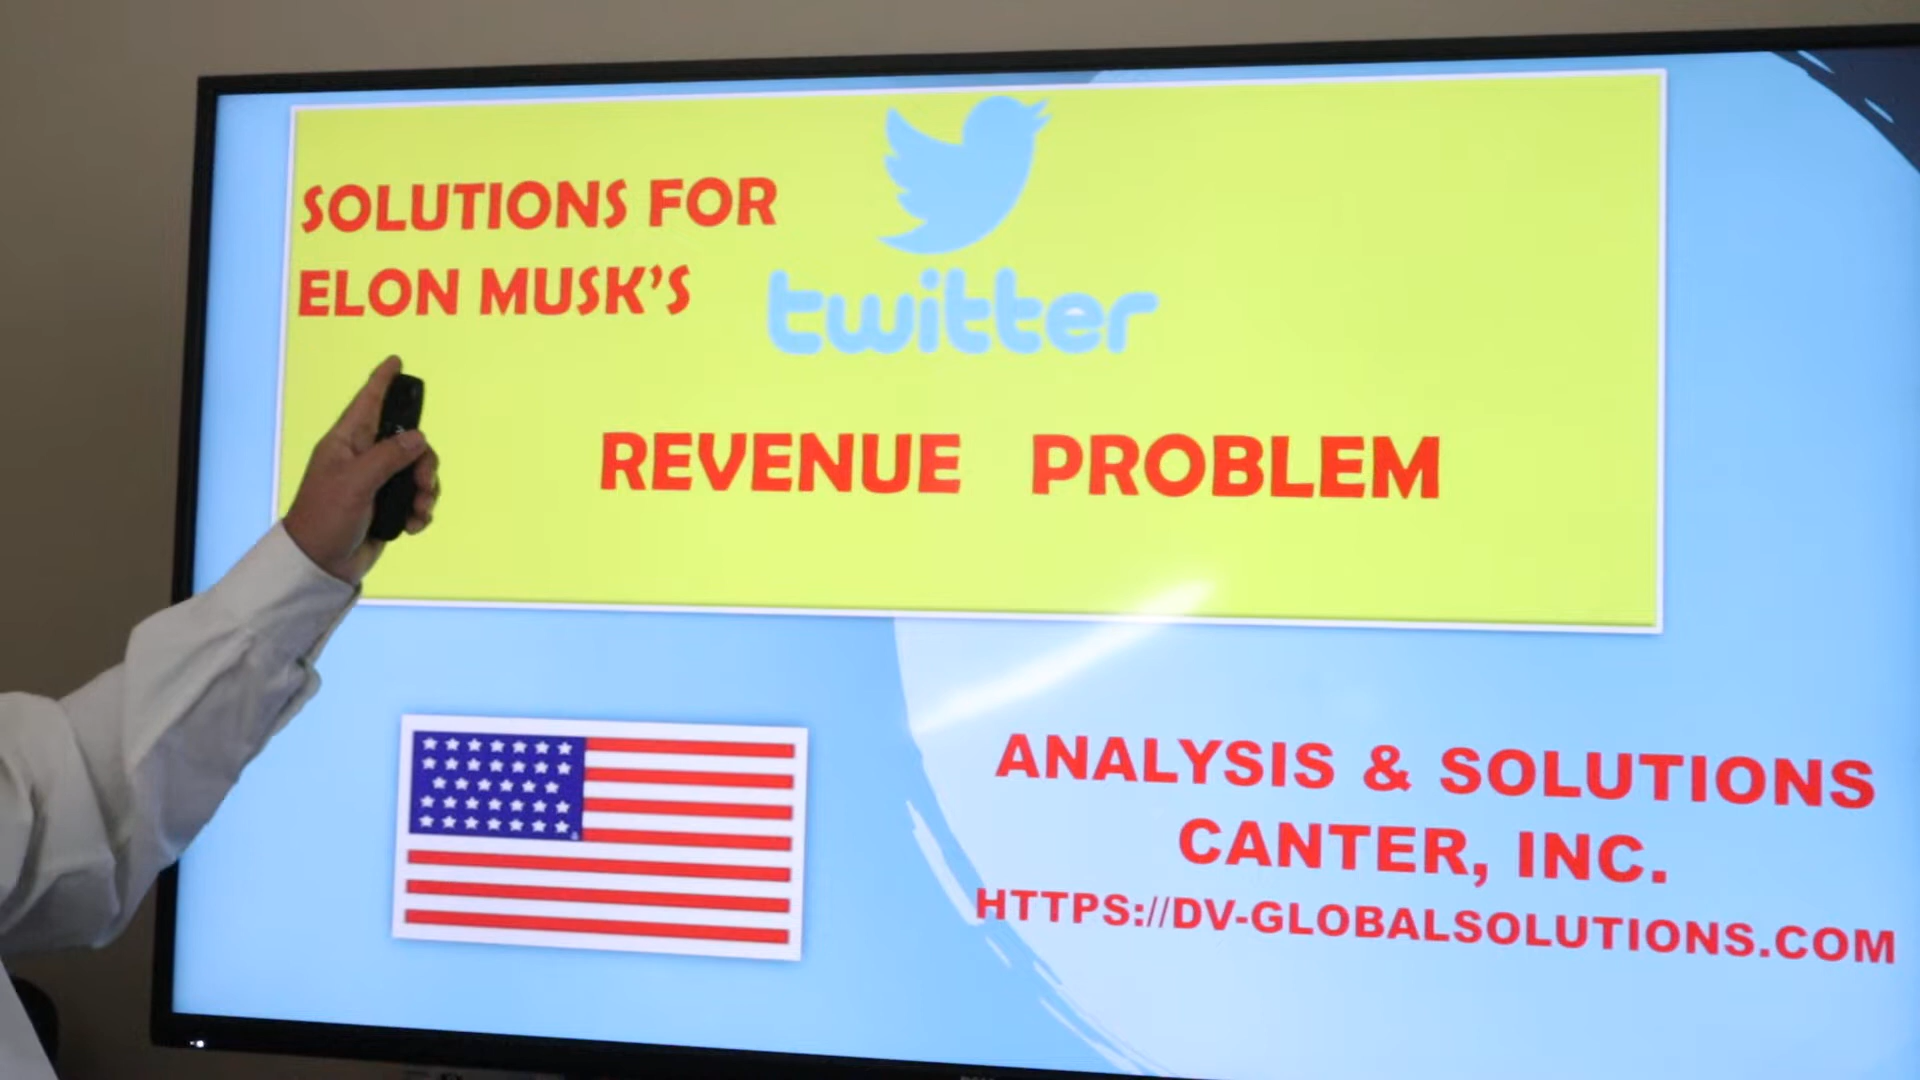 SOLUTIONS FOR
ELON MUSK'S
twitter
REVENUE PROBLEM
ANALYSIS & SOLUTIONS
CANTER, INC.
HTTPS://DV-GLOBALSOLUTIONS.COM